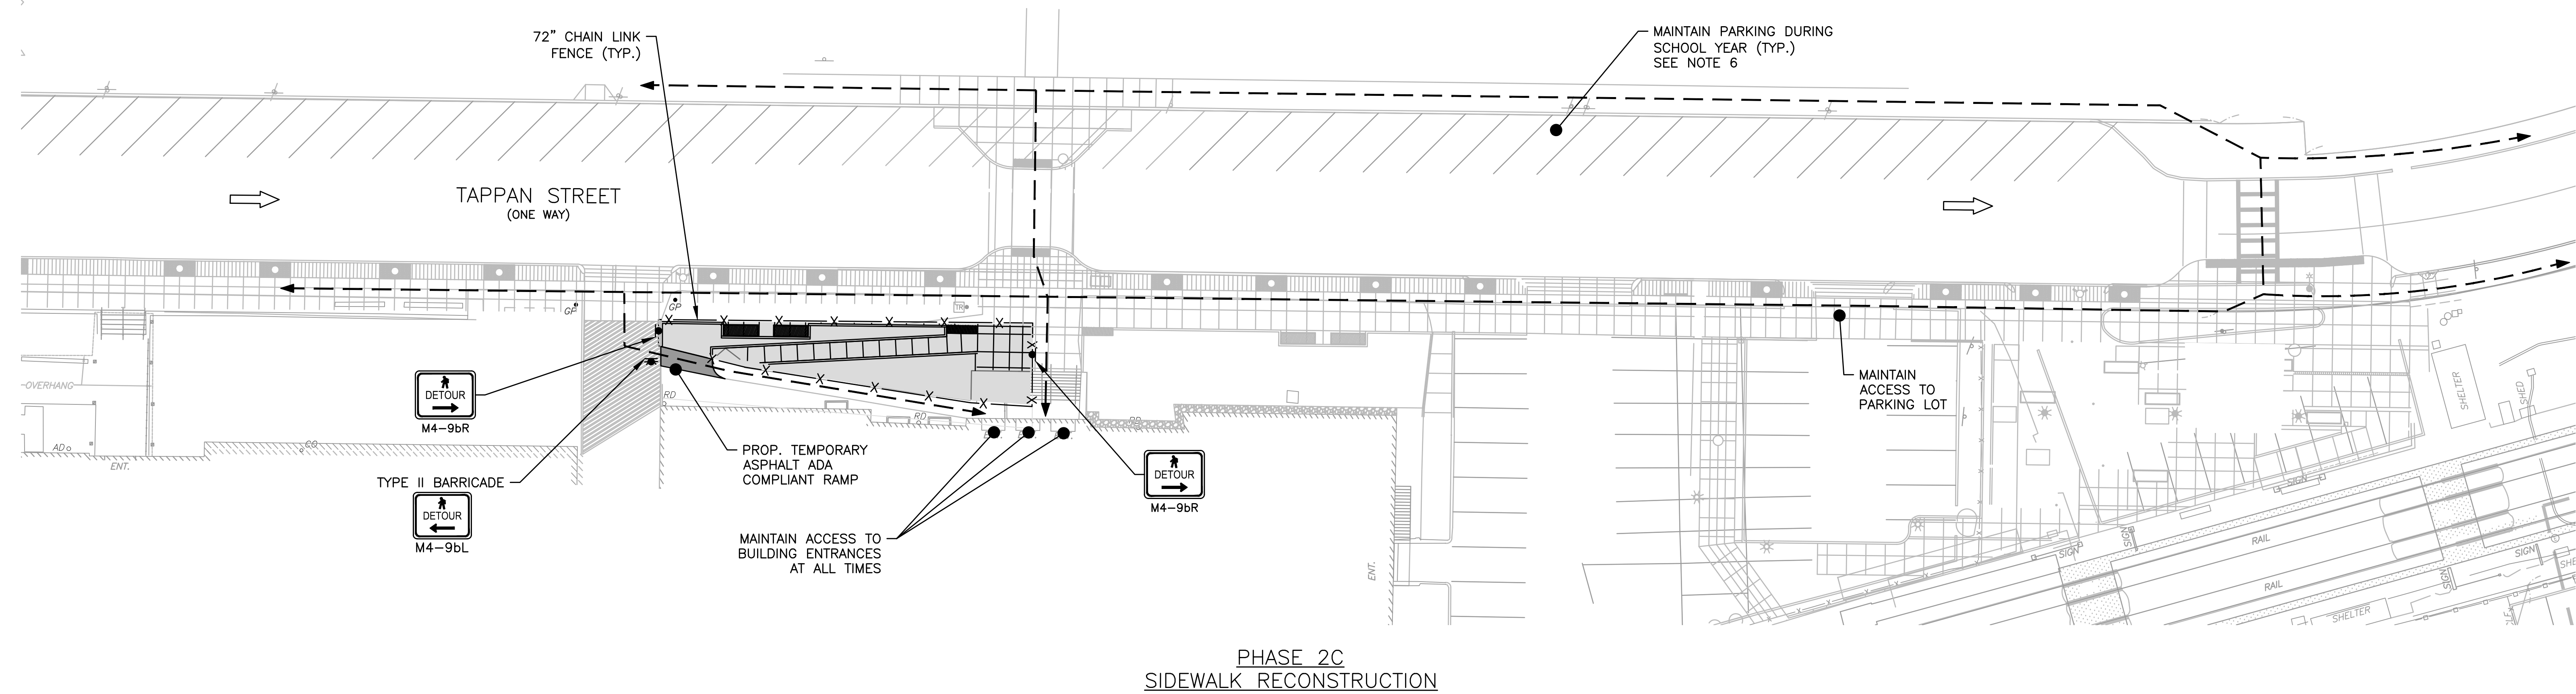 72" CHAIN LINK
FENCE (TYP.)
MAINTAIN PARKING DURING
SCHOOL YEAR (TYP.)
SEE NOTE 6
TAPPAN STREET
(ONE WAY)
GP
GP
TR
OVERHANG
DETOUR
M4-9bR
RD
RD
RD
AD
CO
ENT.
TYPE II BARRICADE
DETOUR
M4-9bL
PROP. TEMPORARY
ASPHALT ADA
COMPLIANT RAMP
MAINTAIN ACCESS TO
BUILDING ENTRANCES
AT ALL TIMES
DETOUR
M4-9bR
MAINTAIN
ACCESS TO
PARKING LOT
ENT.
SHELTER
SHED
SIGN
SIGN
SIGN
SIGN
SIGN
RAIL
RAIL
SHELTER
PHASE 2C
SIDEWALK RECONSTRUCTION